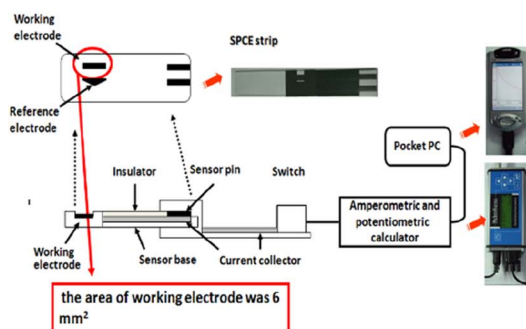 Working
electrode
SPCE strip
Reference
electrode
Pocket PC
Sensor pin
Switch
Insulator
Amperometric and
potentiometric
calculator
Working
electrode
Sensor base
Current collector
the area of working electrode was 6
mm²